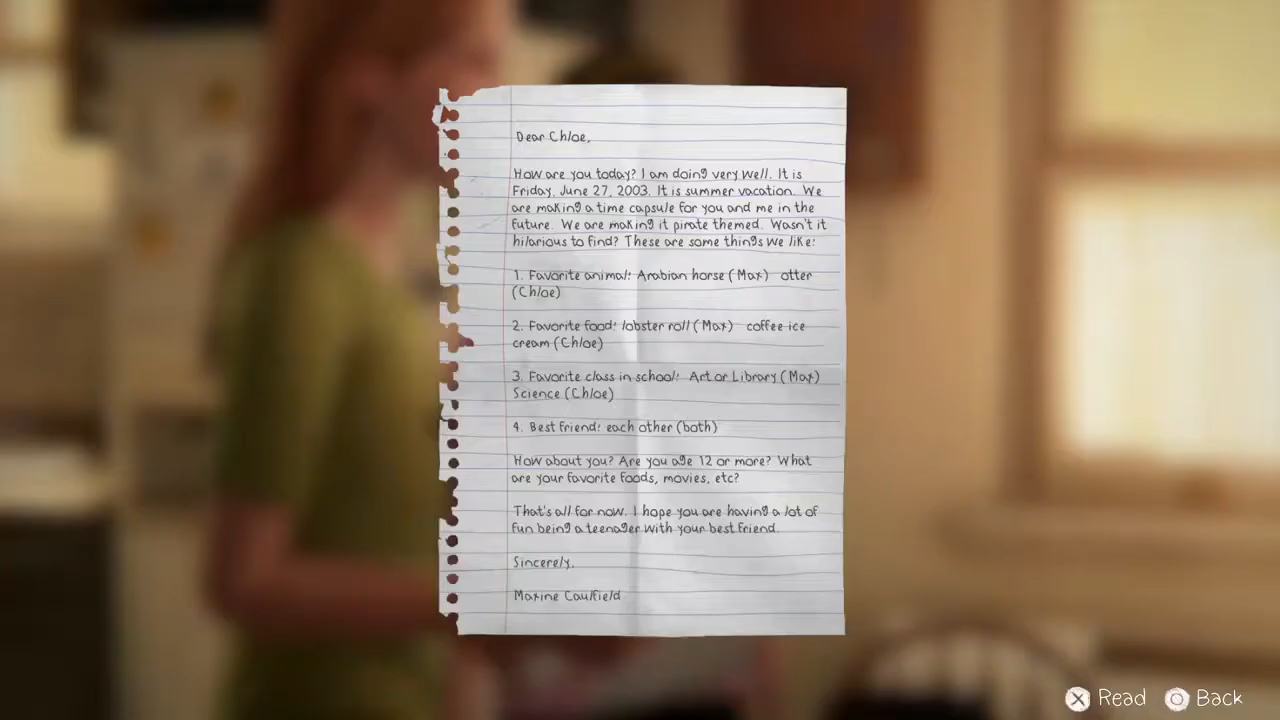 Dear Chloe,
How are you today? I am doing very well. It is
Friday, June 27, 2003. It is summer vacation. We
are making a time capsule for you and me in the
future. We are making it pirate themed. Wasn't it
hilarious to find? These are some things we like:
1. Favorite animal: Arabian horse (Max) otter
(Chloe)
2. Favorite food: lobster roll (Max) coffee ice
cream (Chloe)
3. Favorite class in school: Art or Library (Max)
Science (Chloe)
4. Best friend: each other (both)
How about you? Are you age 12 or more? What
are your favorite foods, movies, etc?
That's all for now. I hope you are having a lot of
fun being a teenager with your best friend.
Sincerely,
Maxine Caulfield
Read Back